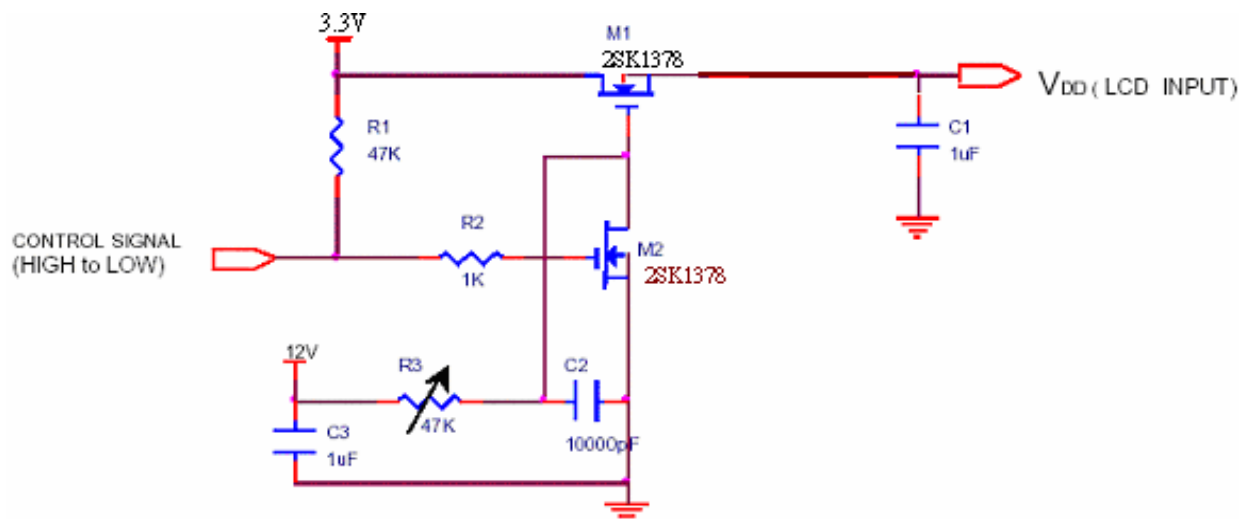 3.3V
M1
2SK1378
R1
47K
VDD ( LCD INPUT)
C1
1uF
CONTROL SIGNAL
(HIGH to LOW)
R2
1K
M2
2SK1378
12V
R3
47K
C2
10000pF
C3
1uF